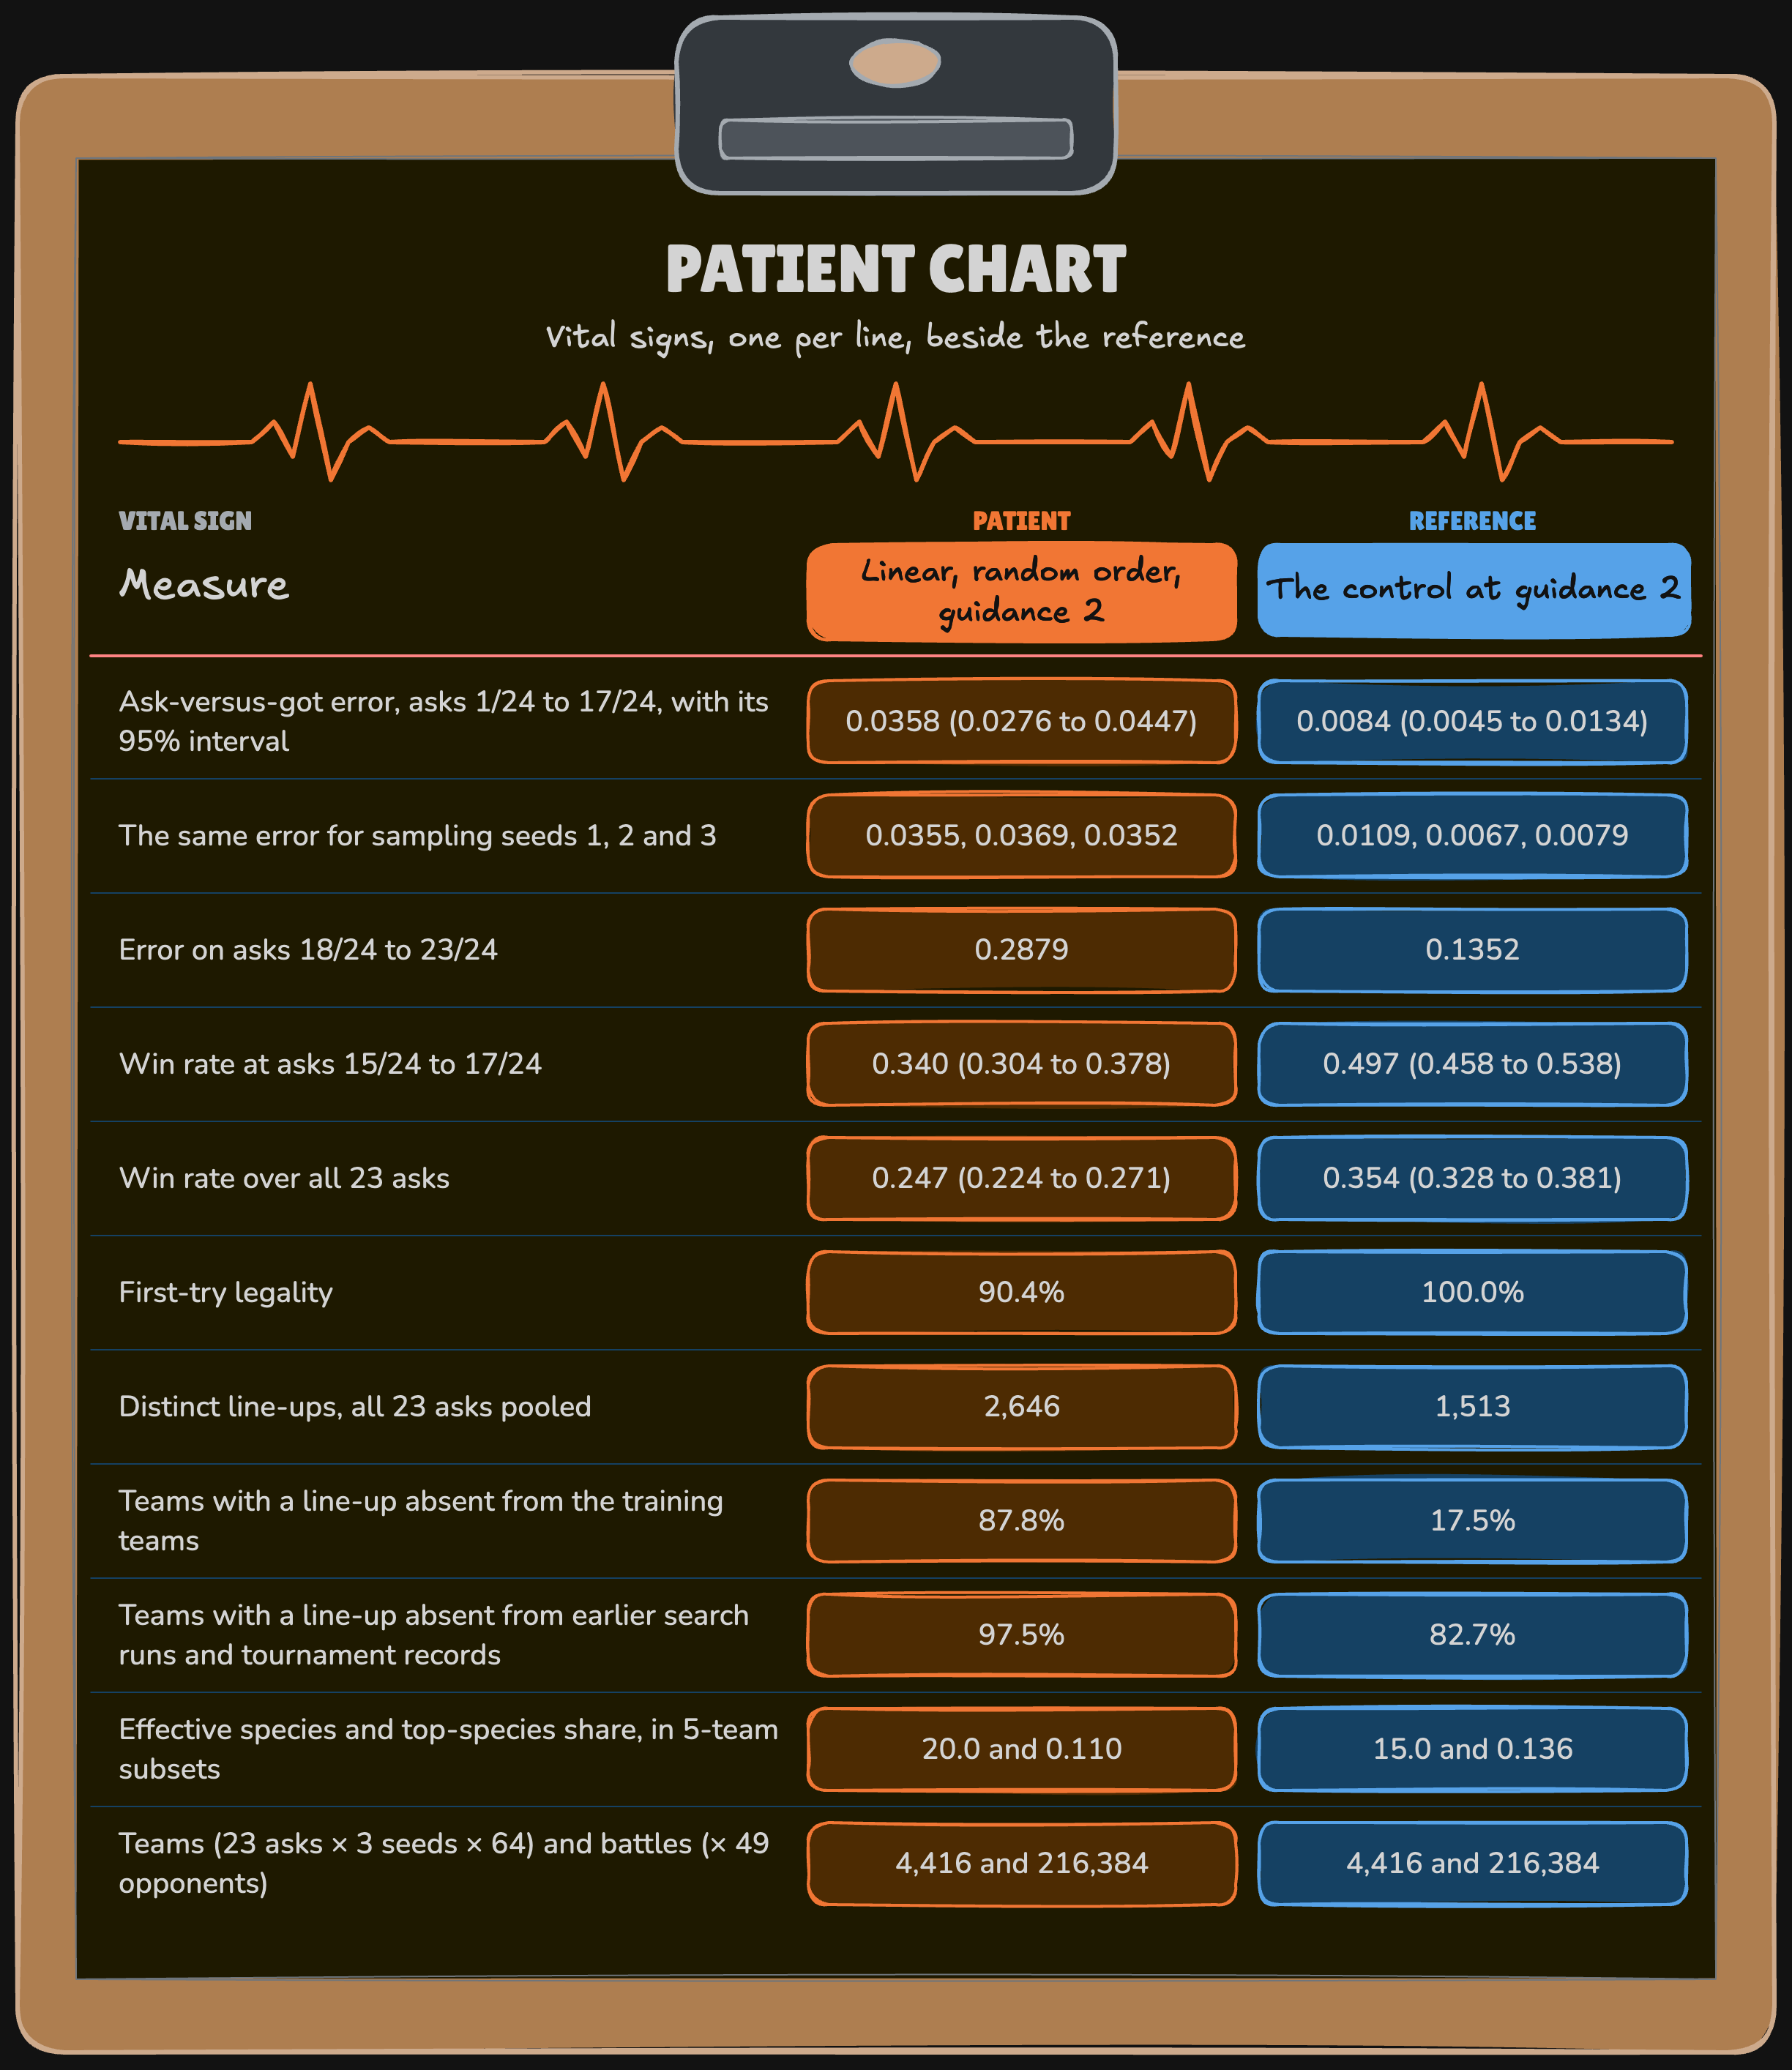 PATIENT CHART
Vital signs, one per line, beside the reference
VITAL SIGN
PATIENT
REFERENCE
Measure
Linear, random order,
guidance 2
The control at guidance 2
Ask-versus-got error, asks 1/24 to 17/24, with its
95% interval
0.0358 (0.0276 to 0.0447)
0.0084 (0.0045 to 0.0134)
The same error for sampling seeds 1, 2 and 3
0.0355, 0.0369, 0.0352
0.0109, 0.0067, 0.0079
Error on asks 18/24 to 23/24
0.2879
0.1352
Win rate at asks 15/24 to 17/24
0.340 (0.304 to 0.378)
0.497 (0.458 to 0.538)
Win rate over all 23 asks
0.247 (0.224 to 0.271)
0.354 (0.328 to 0.381)
First-try legality
90.4%
100.0%
Distinct line-ups, all 23 asks pooled
2,646
1,513
Teams with a line-up absent from the training
teams
87.8%
17.5%
Teams with a line-up absent from earlier search
runs and tournament records
97.5%
82.7%
Effective species and top-species share, in 5-team
subsets
20.0 and 0.110
15.0 and 0.136
Teams (23 asks × 3 seeds × 64) and battles (× 49
opponents)
4,416 and 216,384
4,416 and 216,384